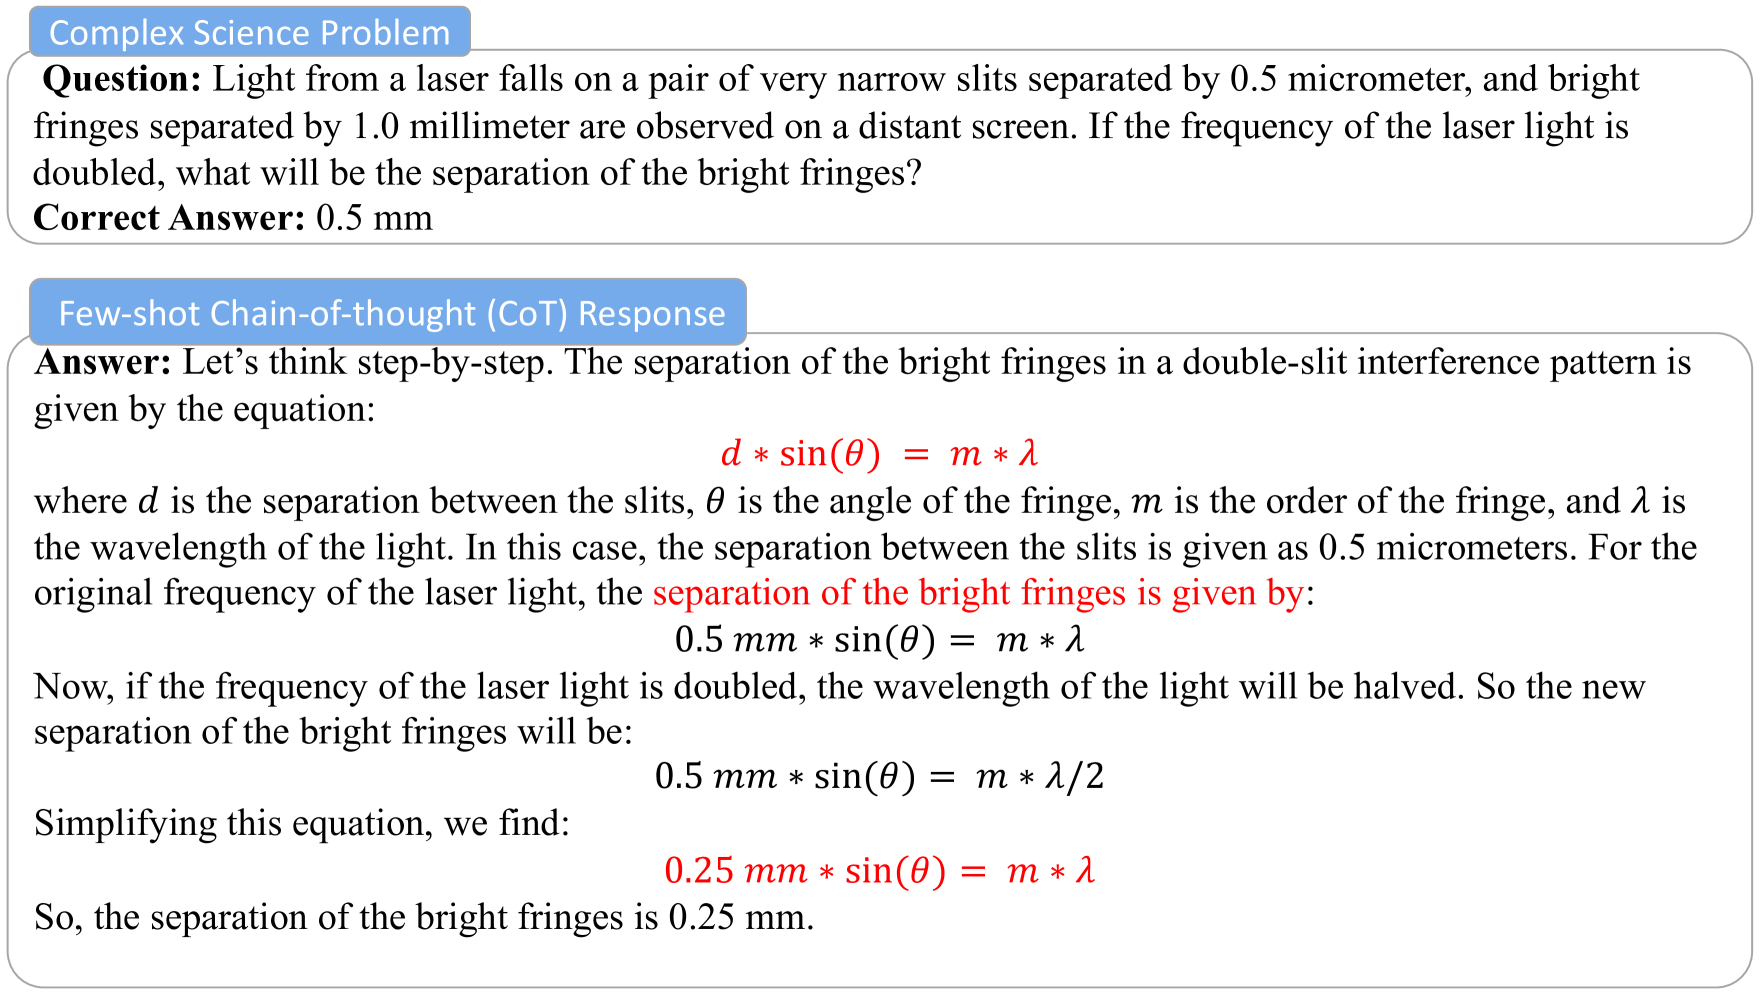 Complex Science Problem
Question: Light from a laser falls on a pair of very narrow slits separated by 0.5 micrometer, and bright
fringes separated by 1.0 millimeter are observed on a distant screen. If the frequency of the laser light is
doubled, what will be the separation of the bright fringes?
Correct Answer: 0.5 mm
Few-shot Chain-of-thought (CoT) Response
Answer: Let’s think step-by-step. The separation of the bright fringes in a double-slit interference pattern is
given by the equation:
d ∗ sin(θ) = m ∗ λ
where d is the separation between the slits, θ is the angle of the fringe, m is the order of the fringe, and λ is
the wavelength of the light. In this case, the separation between the slits is given as 0.5 micrometers. For the
original frequency of the laser light, the separation of the bright fringes is given by:
0.5 mm ∗ sin(θ) = m ∗ λ
Now, if the frequency of the laser light is doubled, the wavelength of the light will be halved. So the new
separation of the bright fringes will be:
0.5 mm ∗ sin(θ) = m ∗ λ/2
Simplifying this equation, we find:
0.25 mm ∗ sin(θ) = m ∗ λ
So, the separation of the bright fringes is 0.25 mm.